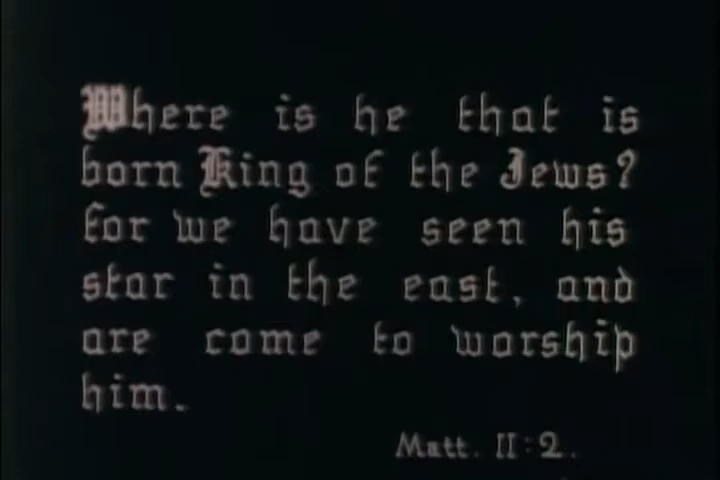 Where is he that is
born King of the Jews?
for we have seen his
star in the east, and
are come to worship
him.
Matt. II:2.